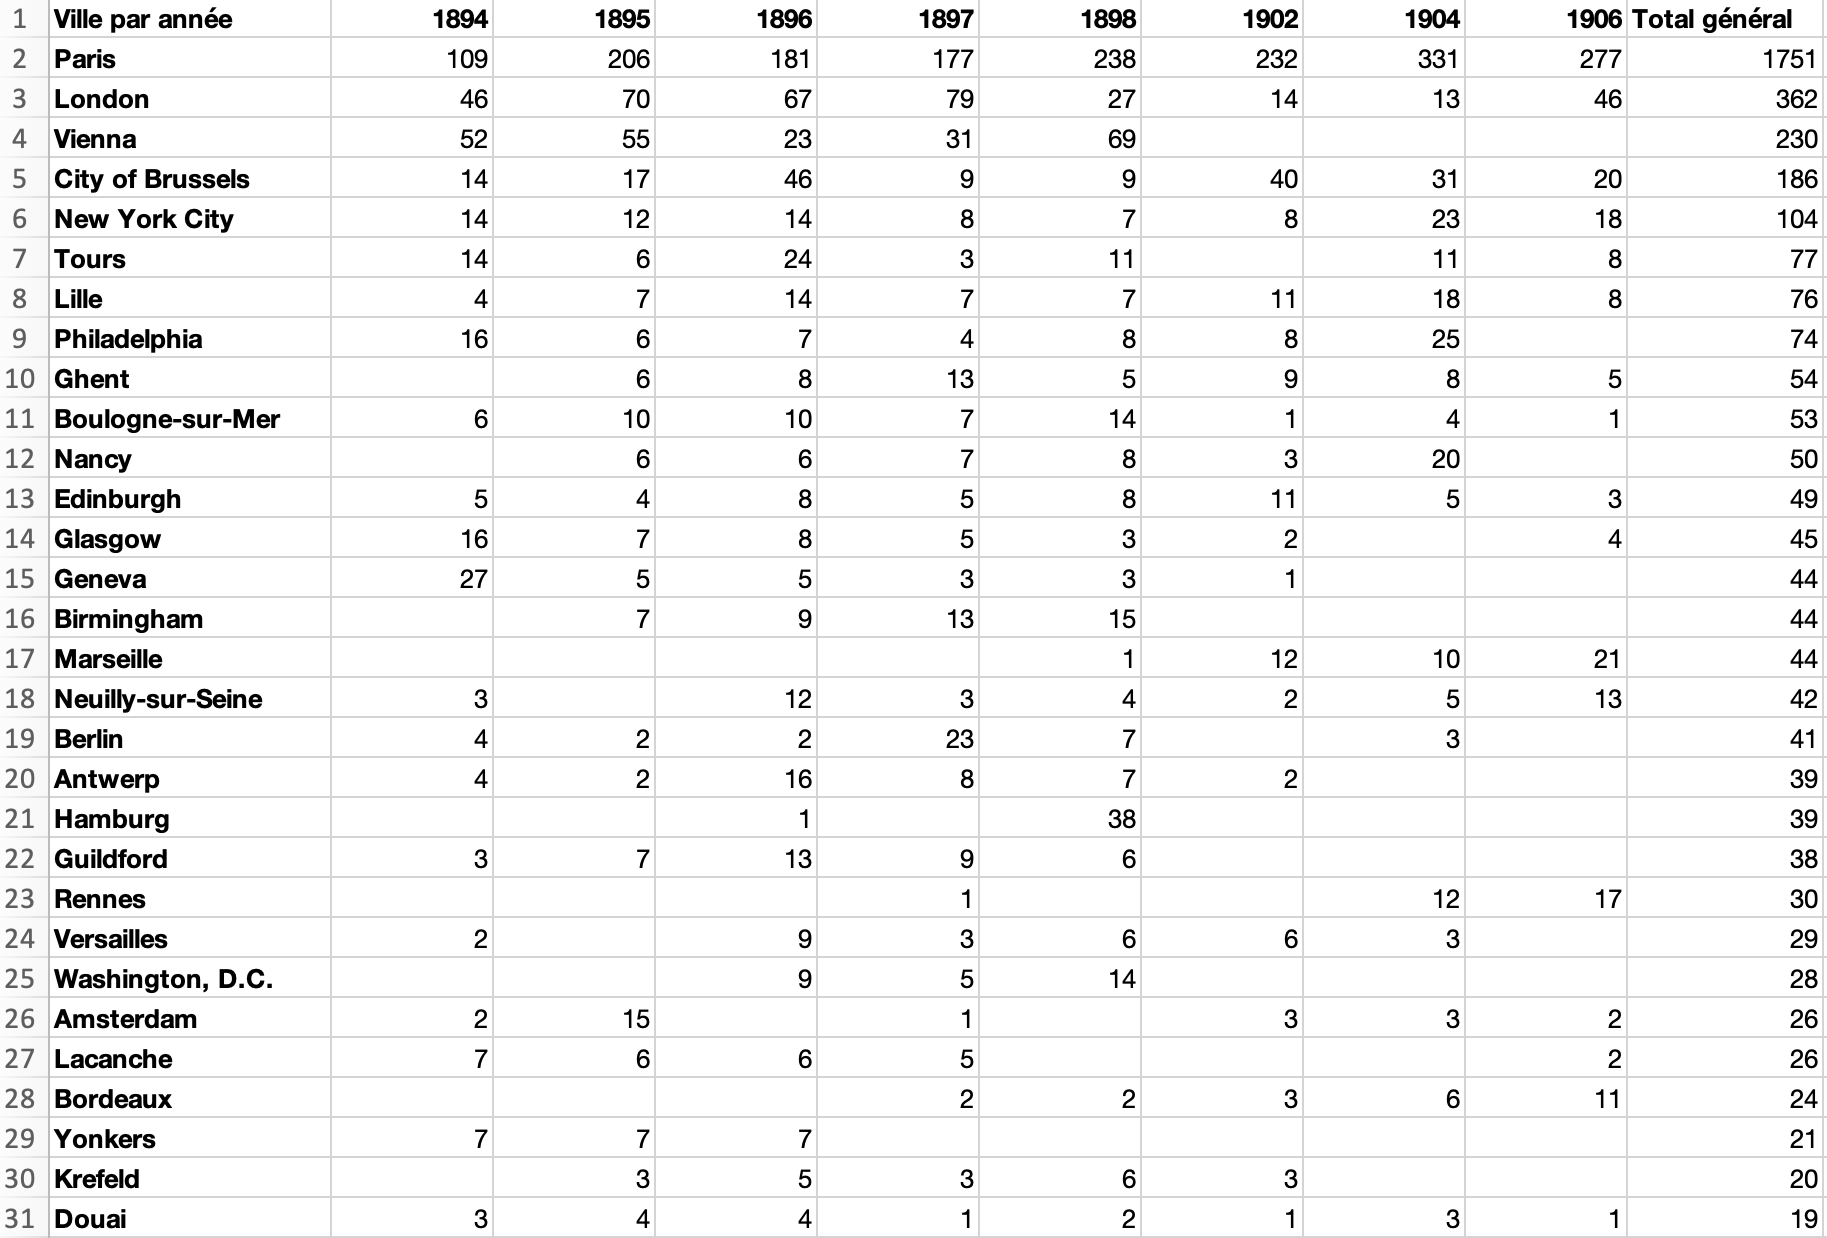 1 Ville par année 1894 1895 1896 1897 1898 1902 1904 1906 Total général
2 Paris 109 206 181 177 238 232 331 277 1751
3 London 46 70 67 79 27 14 13 46 362
4 Vienna 52 55 23 31 69 230
5 City of Brussels 14 17 46 9 9 40 31 20 186
6 New York City 14 12 14 8 7 8 23 18 104
7 Tours 14 6 24 3 11 11 8 77
8 Lille 4 7 14 7 7 11 18 8 76
9 Philadelphia 16 6 7 4 8 8 25 74
10 Ghent 6 8 13 5 9 8 5 54
11 Boulogne-sur-Mer 6 10 10 7 14 1 4 1 53
12 Nancy 6 6 7 8 3 20 50
13 Edinburgh 5 4 8 5 8 11 5 3 49
14 Glasgow 16 7 8 5 3 2 4 45
15 Geneva 27 5 5 3 3 1 44
16 Birmingham 7 9 13 15 44
17 Marseille 1 12 10 21 44
18 Neuilly-sur-Seine 3 12 3 4 2 5 13 42
19 Berlin 4 2 2 23 7 3 41
20 Antwerp 4 2 16 8 7 2 39
21 Hamburg 1 38 39
22 Guildford 3 7 13 9 6 38
23 Rennes 1 12 17 30
24 Versailles 2 9 3 6 6 3 29
25 Washington, D.C. 9 5 14 28
26 Amsterdam 2 15 1 3 3 2 26
27 Lacanche 7 6 6 5 2 26
28 Bordeaux 2 2 3 6 11 24
29 Yonkers 7 7 7 21
30 Krefeld 3 5 3 6 3 20
31 Douai 3 4 4 1 2 1 3 1 19